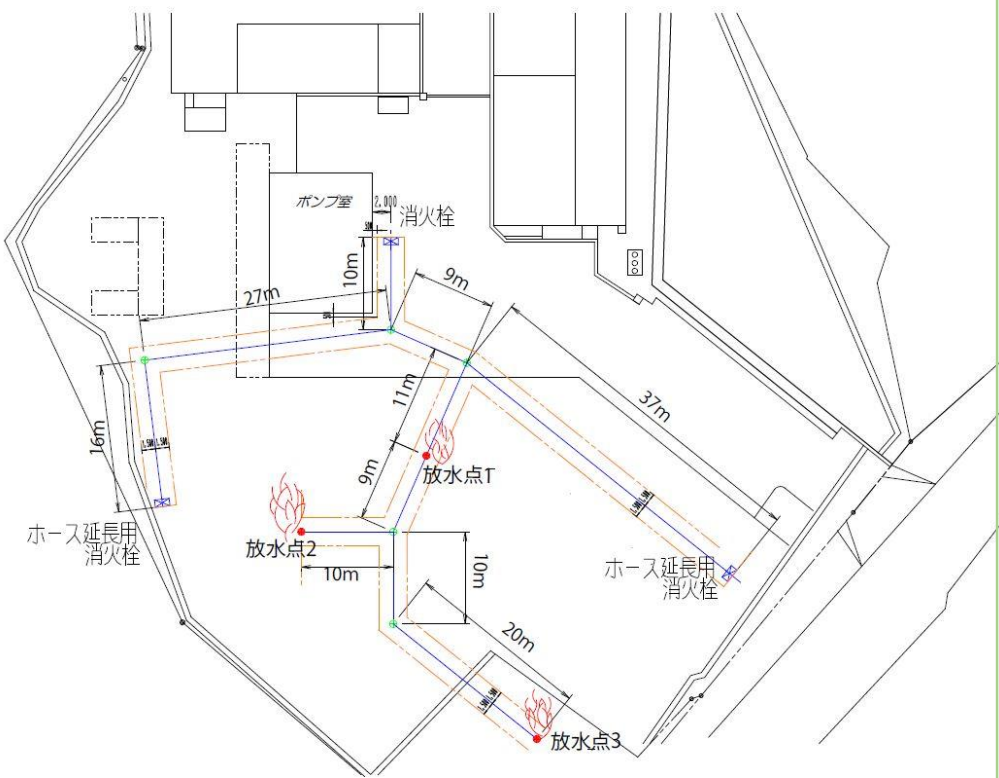 ポンプ室
2,000
消火栓
10m
9m
27m
11m
37m
16m
放水点1
9m
放水点2
ホース延長用
消火栓
10m
10m
ホース延長用
消火栓
20m
放水点3